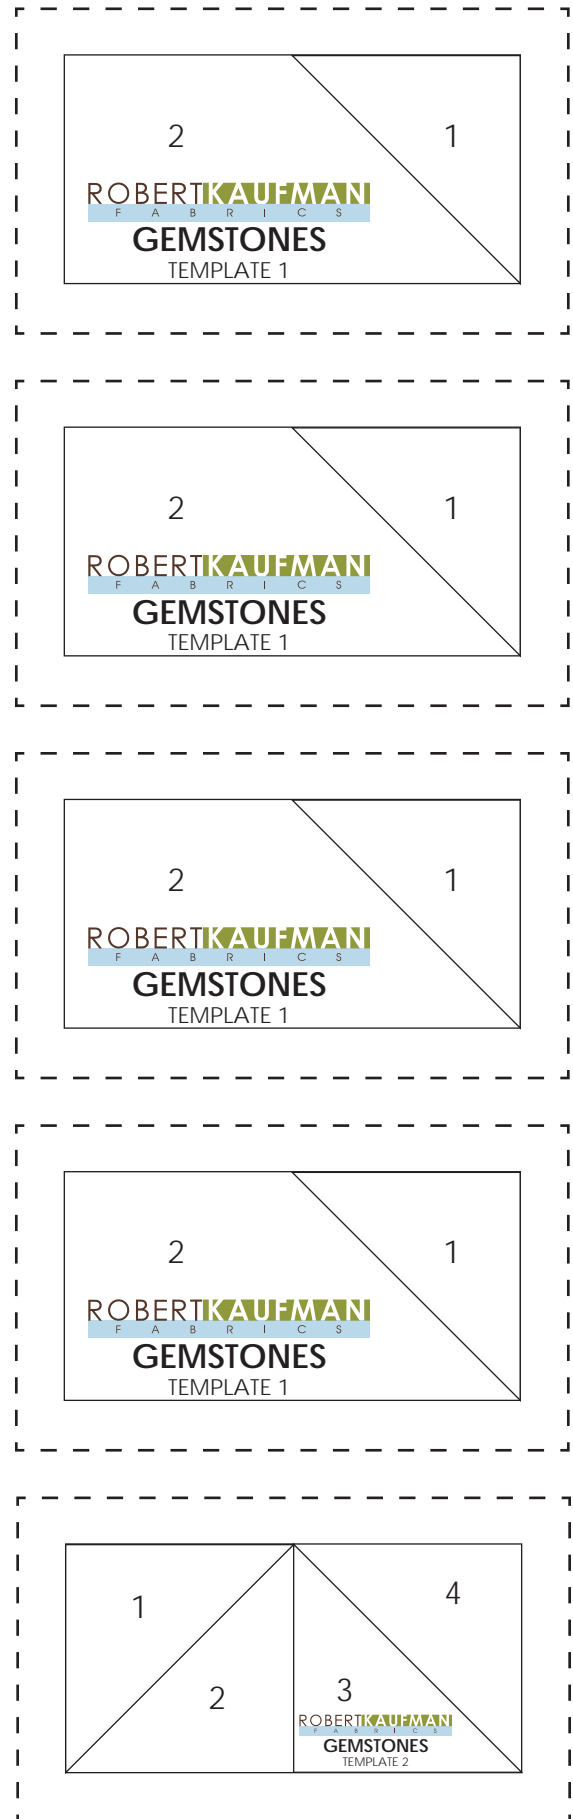 2 1
ROBERTKAUFMAN
FABRICS
GEMSTONES
TEMPLATE 1
2 1
ROBERTKAUFMAN
FABRICS
GEMSTONES
TEMPLATE 1
2 1
ROBERTKAUFMAN
FABRICS
GEMSTONES
TEMPLATE 1
2 1
ROBERTKAUFMAN
FABRICS
GEMSTONES
TEMPLATE 1
1 4
2 3
ROBERTKAUFMAN
FABRICS
GEMSTONES
TEMPLATE 2